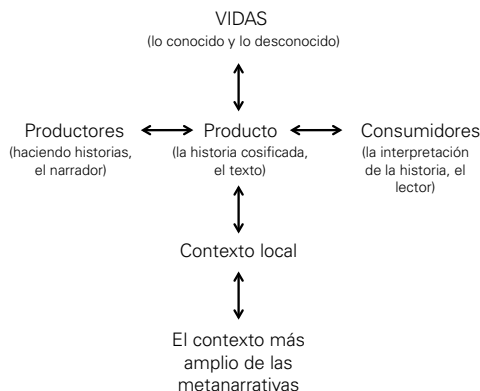 VIDAS
(lo conocido y lo desconocido)
Productores
(haciendo historias,
el narrador)
Producto
(la historia cosificada,
el texto)
Consumidores
(la interpretación
de la historia, el
lector)
Contexto local
El contexto más
amplio de las
metanarrativas